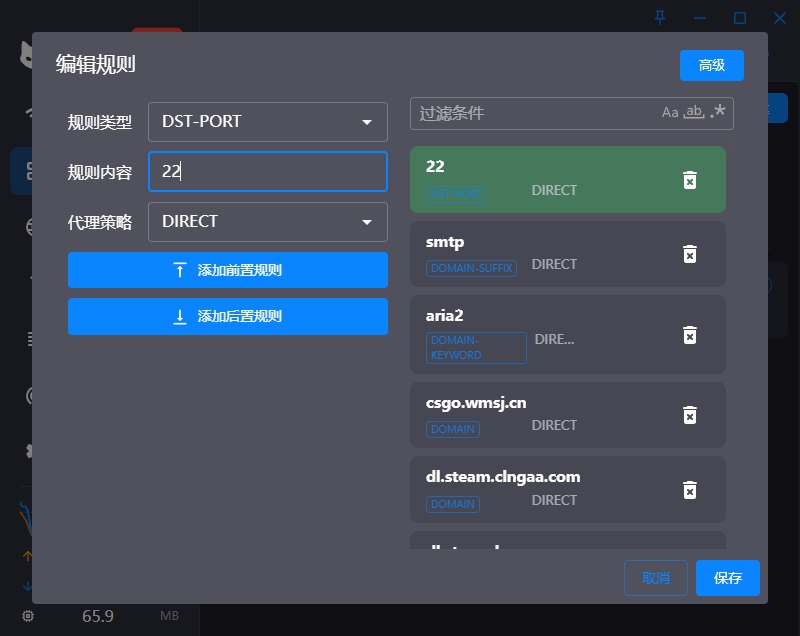 编辑规则
高级
规则类型
DST-PORT
规则内容
22
代理策略
DIRECT
添加前置规则
添加后置规则
过滤条件
Aa
ab
.*
22
DST-PORT
DIRECT
smtp
DOMAIN-SUFFIX
DIRECT
aria2
DOMAIN-
KEYWORD
DIRE...
csgo.wmsj.cn
DOMAIN
DIRECT
dl.steam.clngaa.com
DOMAIN
DIRECT
取消
保存
65.9
MB